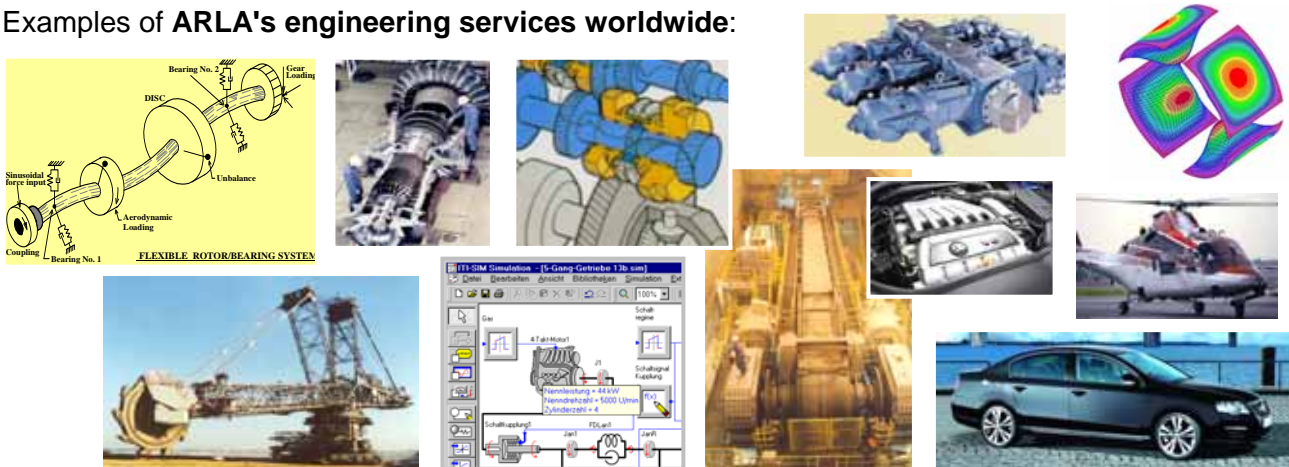 Examples of ARLA's engineering services worldwide:
Bearing No. 2
Gear
Loading
DISC
Sinusoidal
force input
Unbalance
Aerodynamic
Loading
Coupling
Bearing No. 1
FLEXIBLE ROTOR/BEARING SYSTEM
ITI-SIM Simulation - [5-Gang-Getriebe 13b.sim]
Datei Bearbeiten Ansicht Bibliotheken Simulation Ext
100%
Gas
Schalt
regime
4-Takt-Motor1
J1
Schaltsignal
Kupplung
Nennleistung = 44 kW
Nenndrehzahl = 5000 U/min
Zylinderzahl = 4
f(x)
Schaltkupplung1
Jan1
FDLan1
JanR